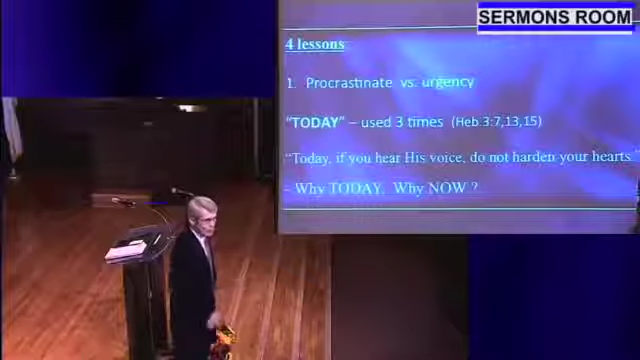 SERMONS ROOM
4 lessons
1. Procrastinate vs. urgency
"TODAY" – used 3 times (Heb.3:7,13,15)
"Today, if you hear His voice, do not harden your hearts."
- Why TODAY. Why NOW ?